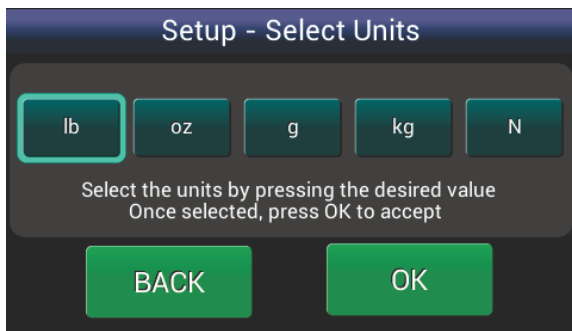 Setup - Select Units
lb oz g kg N
Select the units by pressing the desired value
Once selected, press OK to accept
BACK OK